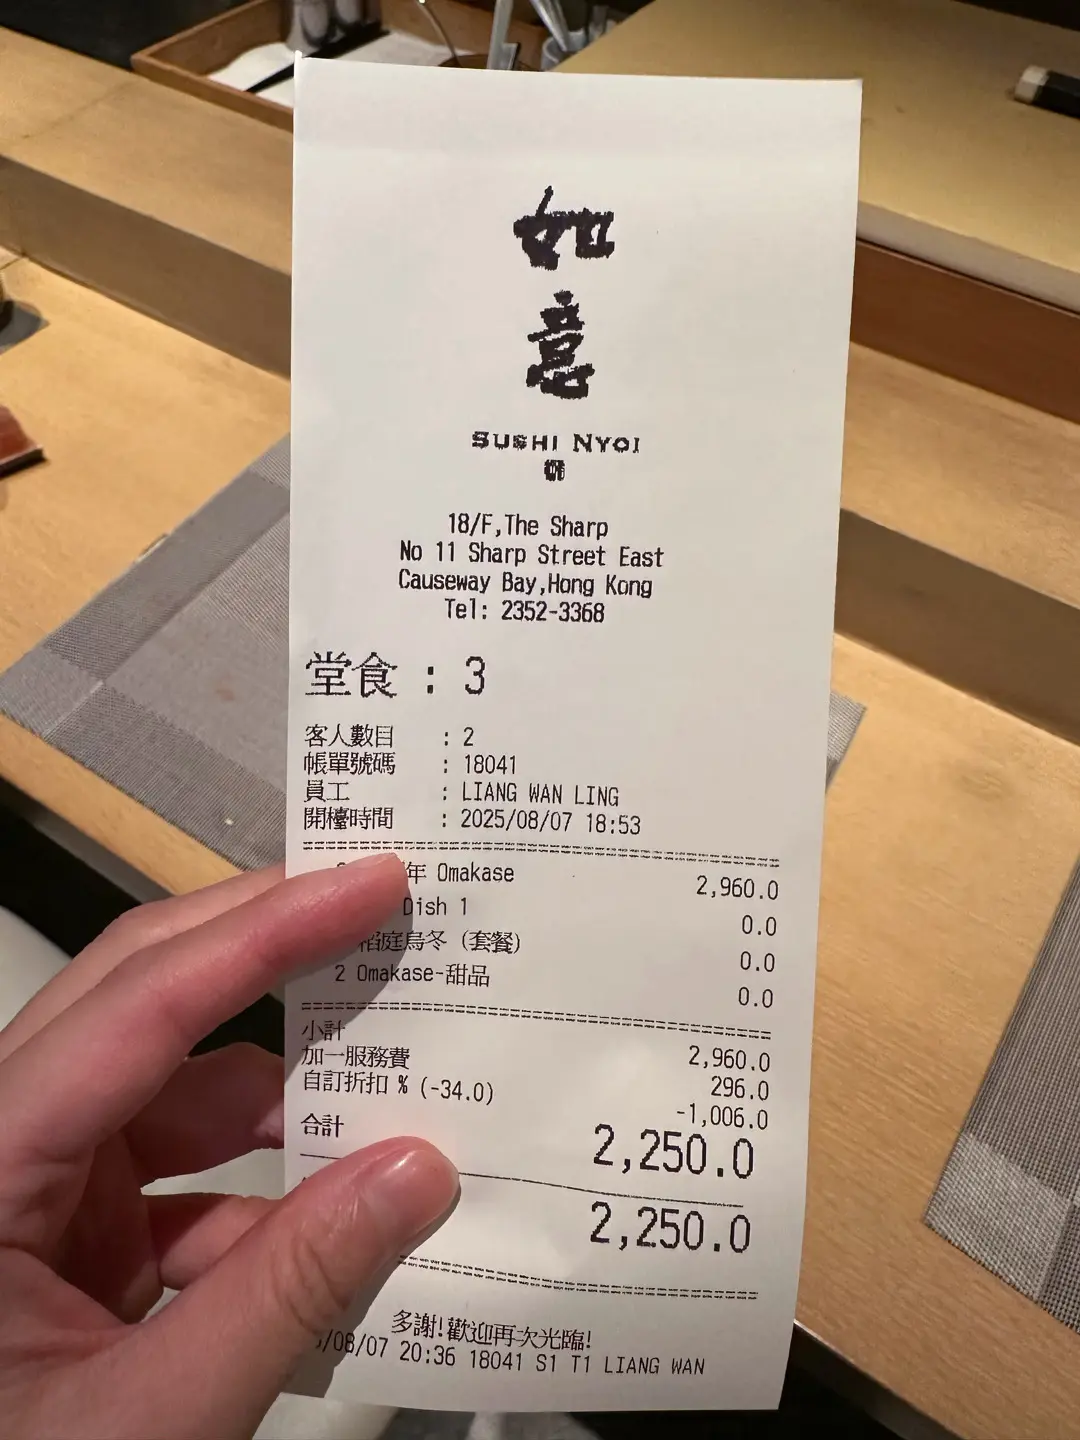 如
意
SUSHI NYOI
18/F,The Sharp
No 11 Sharp Street East
Causeway Bay,Hong Kong
Tel: 2352-3368
堂食 : 3
客人數目 : 2
帳單號碼 : 18041
員工 : LIANG WAN LING
開檯時間 : 2025/08/07 18:53
年 Omakase 2,960.0
Dish 1 0.0
稻庭烏冬 (套餐) 0.0
2 Omakase-甜品 0.0
小計 2,960.0
加一服務費 296.0
自訂折扣 % (-34.0) -1,006.0
合計 2,250.0
2,250.0
多謝!歡迎再次光臨!
/08/07 20:36 18041 S1 T1 LIANG WAN